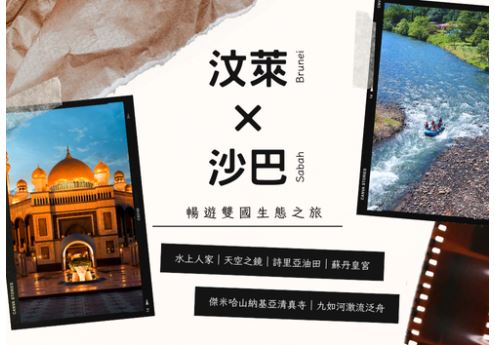 汶萊
Brunei
×
沙巴
Sabah
暢遊雙國生態之旅
水上人家｜天空之鏡｜詩里亞油田｜蘇丹皇宮
傑米哈山納基亞清真寺｜九如河激流泛舟